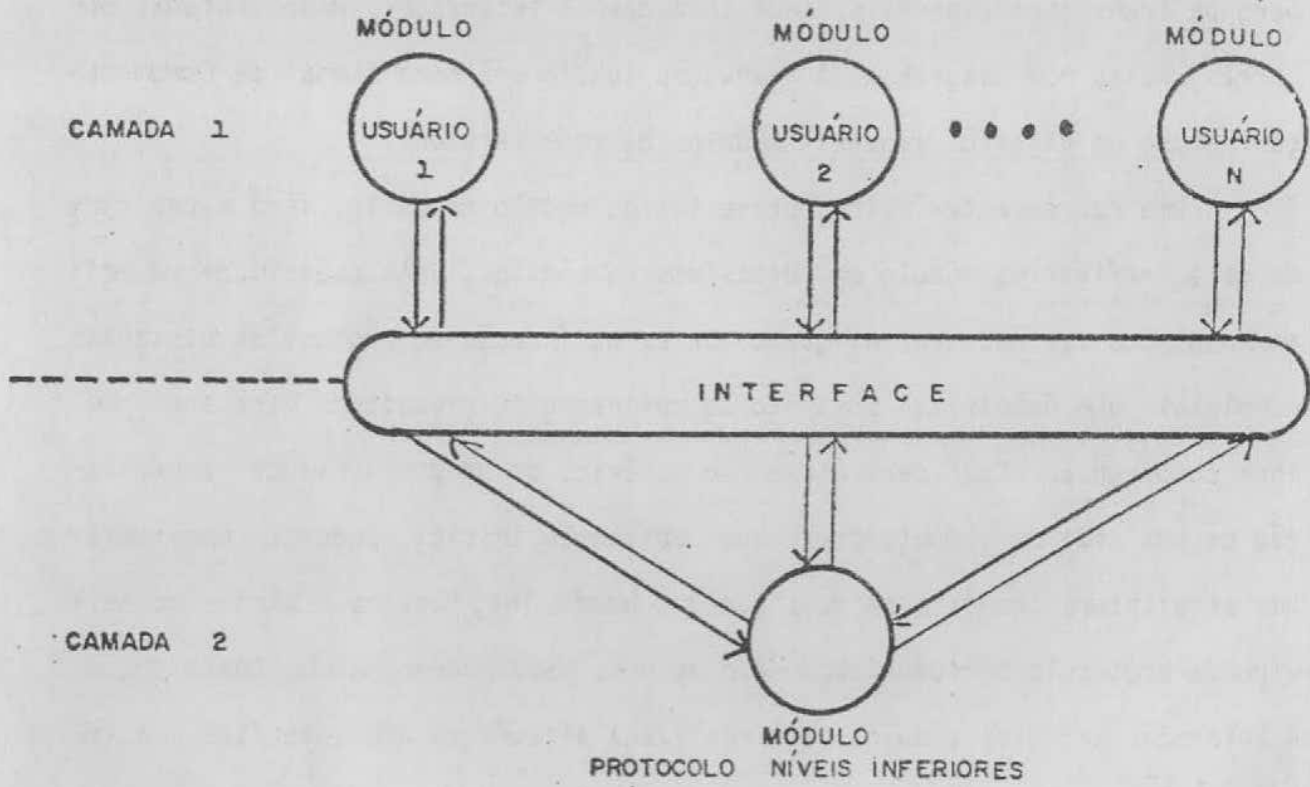 MÓDULO MÓDULO MÓDULO
CAMADA 1 USUÁRIO 1 USUÁRIO 2 USUÁRIO N
INTERFACE
CAMADA 2
MÓDULO
PROTOCOLO NÍVEIS INFERIORES